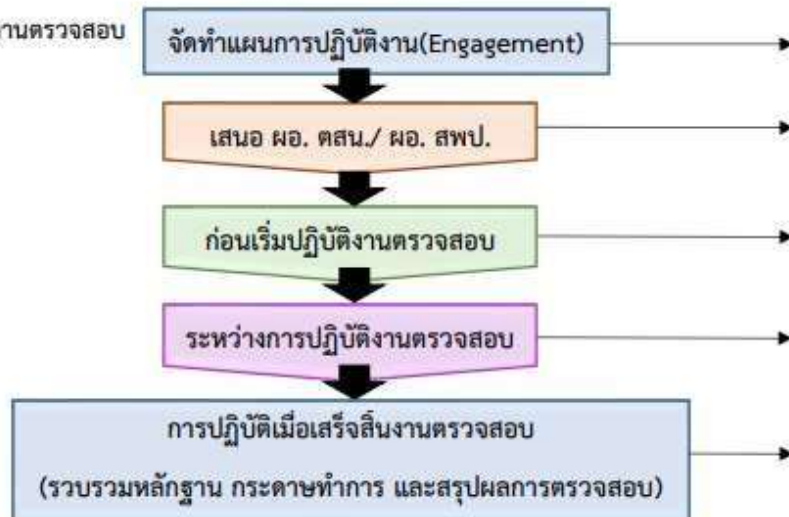 งานตรวจสอบ
จัดทำแผนการปฏิบัติงาน(Engagement)
เสนอ ผอ. ตสน./ ผอ. สพป.
ก่อนเริ่มปฏิบัติงานตรวจสอบ
ระหว่างการปฏิบัติงานตรวจสอบ
การปฏิบัติเมื่อเสร็จสิ้นงานตรวจสอบ
(รวบรวมหลักฐาน กระดาษทำการ และสรุปผลการตรวจสอบ)